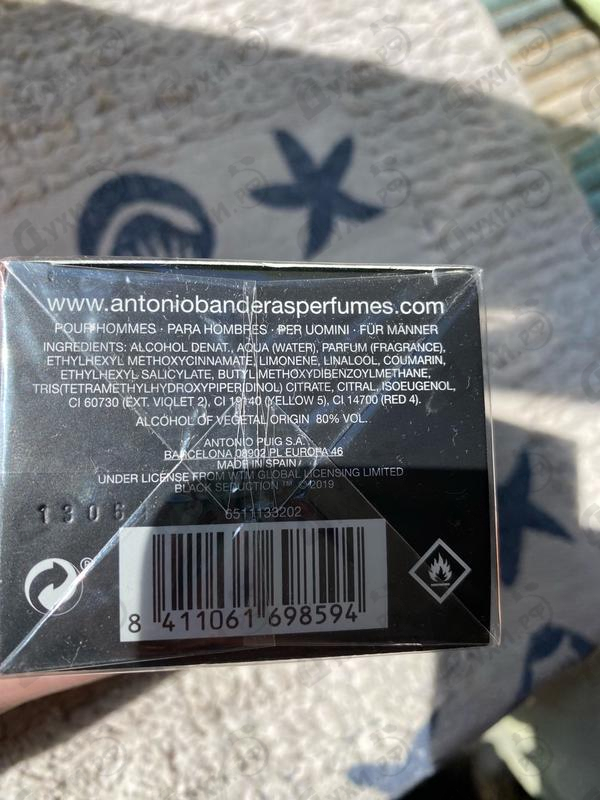 www.antoniobanderasperfumes.com
POUR HOMMES · PARA HOMBRES · PER UOMINI · FÜR MÄNNER
INGREDIENTS: ALCOHOL DENAT., AQUA (WATER), PARFUM (FRAGRANCE),
ETHYLHEXYL METHOXYCINNAMATE, LIMONENE, LINALOOL, COUMARIN,
ETHYLHEXYL SALICYLATE, BUTYL METHOXYDIBENZOYLMETHANE,
TRIS(TETRAMETHYLHYDROXYPIPERIDINOL) CITRATE, CITRAL, ISOEUGENOL,
CI 60730 (EXT. VIOLET 2), CI 19140 (YELLOW 5), CI 14700 (RED 4).
ALCOHOL OF VEGETAL ORIGIN 80% VOL.
ANTONIO PUIG S.A.
BARCELONA 08902 PL EUROPA 46
MADE IN SPAIN
UNDER LICENSE FROM WTM GLOBAL LICENSING LIMITED
BLACK SEDUCTION ™ © 2019
6511133202
®
8 411061 698594
Духи.рф